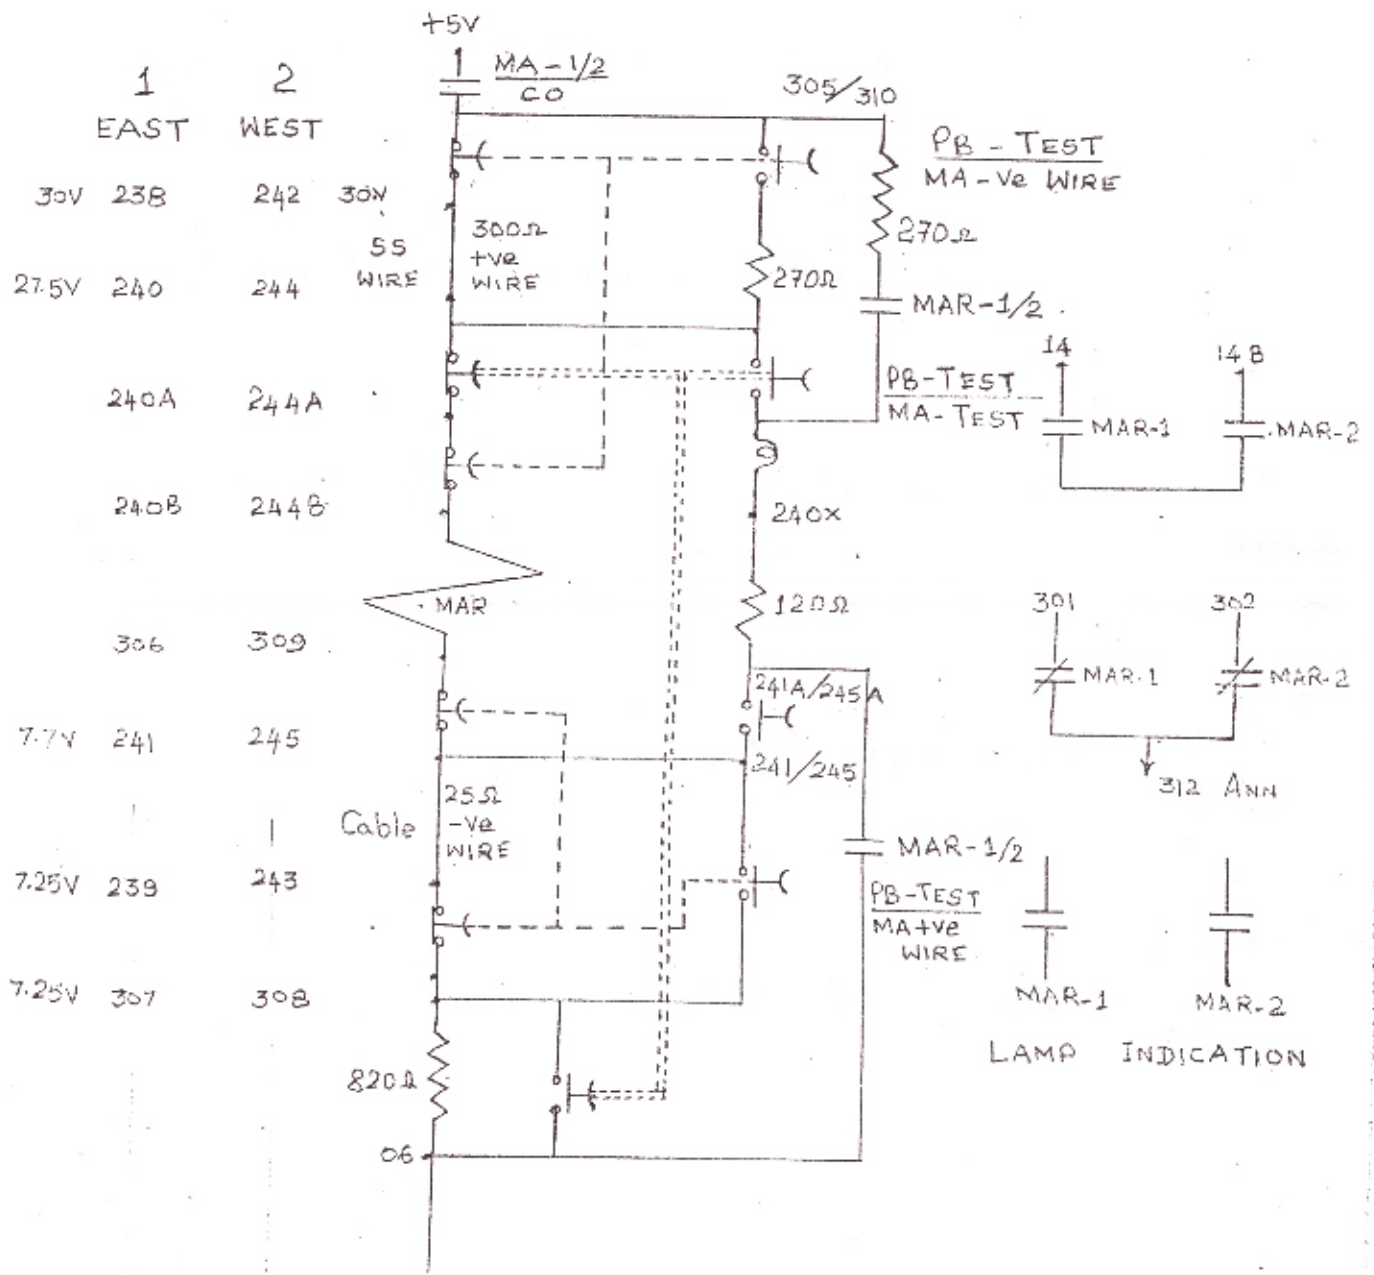 +5V
MA-1/2
CO
1 2
EAST WEST
305/310
PB - TEST
MA-Ve WIRE
30V 238 242 30V
SS
WIRE
300Ω
+ve
WIRE
270Ω
270Ω
27.5V 240 244
MAR-1/2
14
14B
PB-TEST
MA-TEST
MAR-1
MAR-2
240A 244A
240B 244B
240X
MAR
120Ω
301
302
306 309
MAR-1
MAR-2
241A/245A
7.7V 241 245
241/245
312 ANN
Cable
25Ω
-Ve
WIRE
MAR-1/2
7.25V 239 243
PB-TEST
MA+Ve
WIRE
7.25V 307 308
MAR-1
MAR-2
LAMP INDICATION
820Ω
06